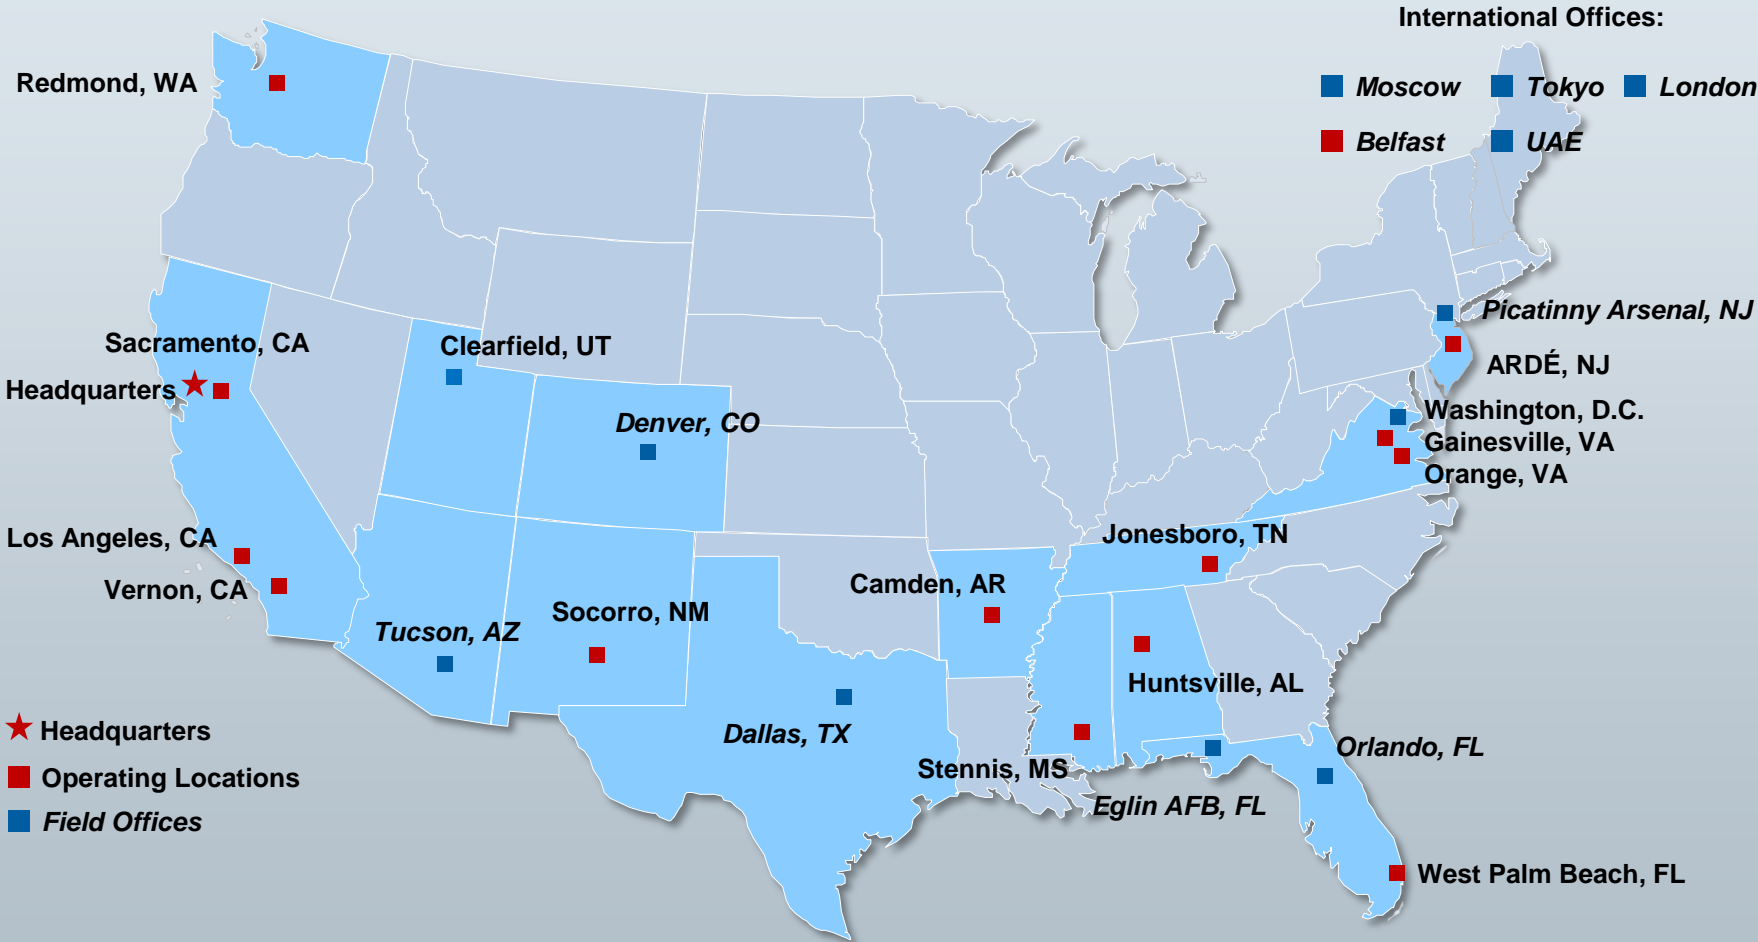 International Offices:
Moscow
Tokyo
London
Belfast
UAE
Redmond, WA
Sacramento, CA
Headquarters
Clearfield, UT
Denver, CO
Picatinny Arsenal, NJ
ARDÉ, NJ
Washington, D.C.
Gainesville, VA
Orange, VA
Los Angeles, CA
Vernon, CA
Tucson, AZ
Socorro, NM
Camden, AR
Jonesboro, TN
Huntsville, AL
Dallas, TX
Stennis, MS
Eglin AFB, FL
Orlando, FL
West Palm Beach, FL
Headquarters
Operating Locations
Field Offices